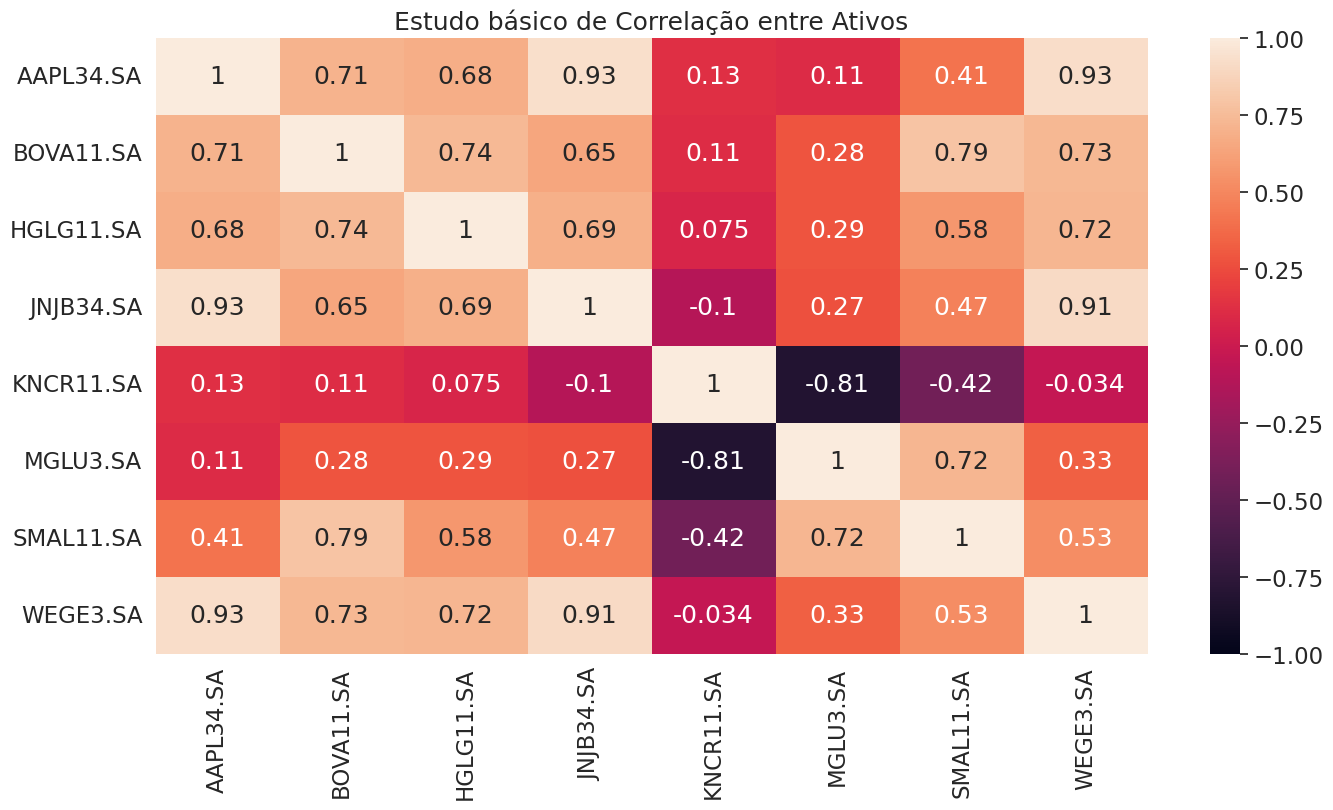 Estudo básico de Correlação entre Ativos
AAPL34.SA 1 0.71 0.68 0.93 0.13 0.11 0.41 0.93
BOVA11.SA 0.71 1 0.74 0.65 0.11 0.28 0.79 0.73
HGLG11.SA 0.68 0.74 1 0.69 0.075 0.29 0.58 0.72
JNJB34.SA 0.93 0.65 0.69 1 -0.1 0.27 0.47 0.91
KNCR11.SA 0.13 0.11 0.075 -0.1 1 -0.81 -0.42 -0.034
MGLU3.SA 0.11 0.28 0.29 0.27 -0.81 1 0.72 0.33
SMAL11.SA 0.41 0.79 0.58 0.47 -0.42 0.72 1 0.53
WEGE3.SA 0.93 0.73 0.72 0.91 -0.034 0.33 0.53 1
AAPL34.SA BOVA11.SA HGLG11.SA JNJB34.SA KNCR11.SA MGLU3.SA SMAL11.SA WEGE3.SA
1.00
0.75
0.50
0.25
0.00
−0.25
−0.50
−0.75
−1.00